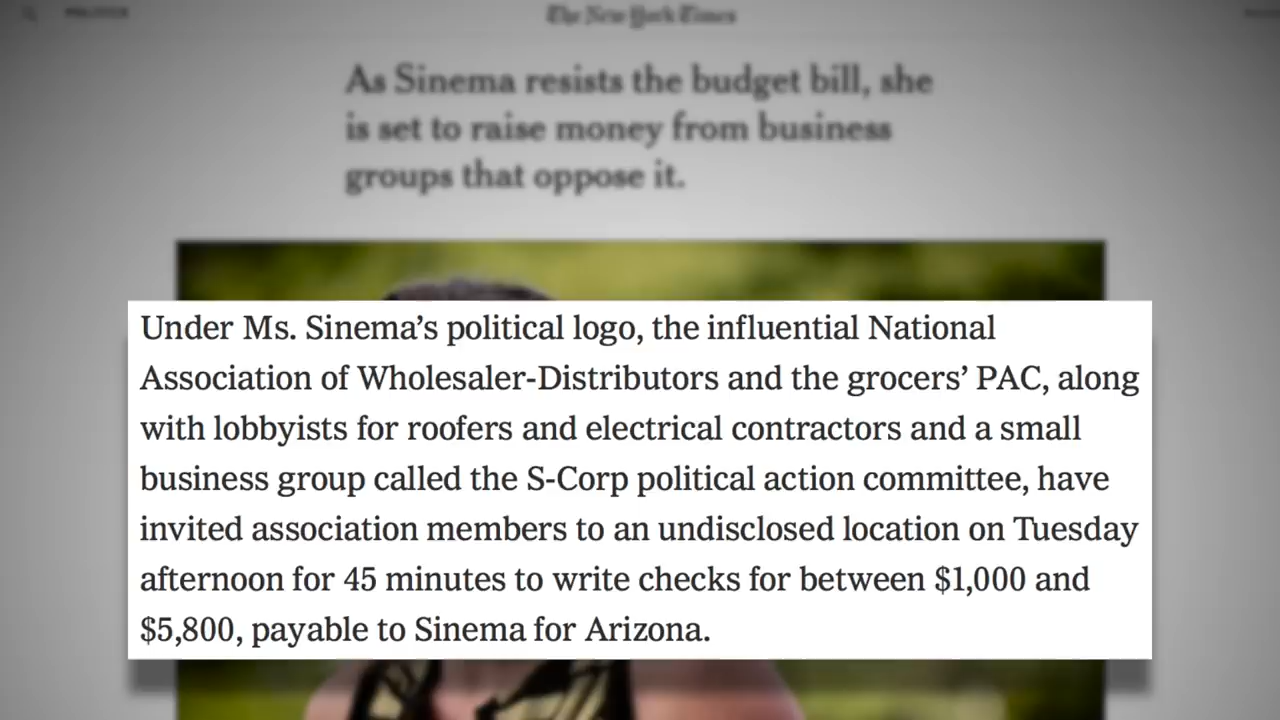 The New York Times
As Sinema resists the budget bill, she
is set to raise money from business
groups that oppose it.
Under Ms. Sinema’s political logo, the influential National
Association of Wholesaler-Distributors and the grocers’ PAC, along
with lobbyists for roofers and electrical contractors and a small
business group called the S-Corp political action committee, have
invited association members to an undisclosed location on Tuesday
afternoon for 45 minutes to write checks for between $1,000 and
$5,800, payable to Sinema for Arizona.